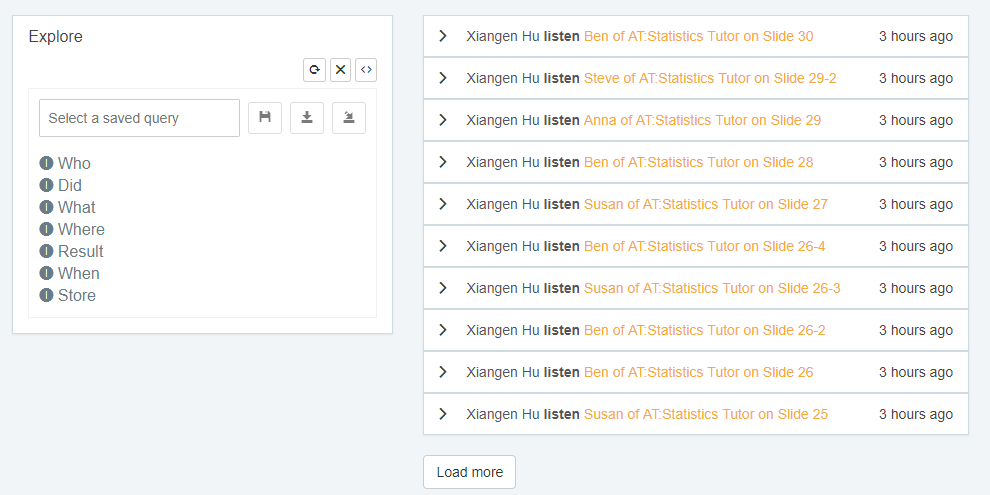 Explore
Select a saved query
Who
Did
What
Where
Result
When
Store
Xiangen Hu listen Ben of AT:Statistics Tutor on Slide 30 3 hours ago
Xiangen Hu listen Steve of AT:Statistics Tutor on Slide 29-2 3 hours ago
Xiangen Hu listen Anna of AT:Statistics Tutor on Slide 29 3 hours ago
Xiangen Hu listen Ben of AT:Statistics Tutor on Slide 28 3 hours ago
Xiangen Hu listen Susan of AT:Statistics Tutor on Slide 27 3 hours ago
Xiangen Hu listen Ben of AT:Statistics Tutor on Slide 26-4 3 hours ago
Xiangen Hu listen Susan of AT:Statistics Tutor on Slide 26-3 3 hours ago
Xiangen Hu listen Ben of AT:Statistics Tutor on Slide 26-2 3 hours ago
Xiangen Hu listen Ben of AT:Statistics Tutor on Slide 26 3 hours ago
Xiangen Hu listen Susan of AT:Statistics Tutor on Slide 25 3 hours ago
Load more